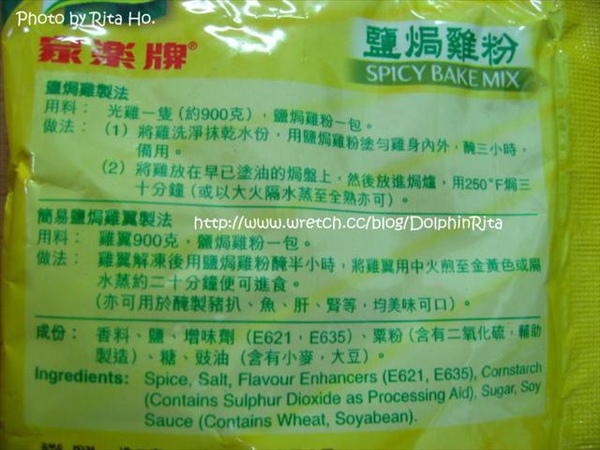 Photo by Rita Ho.
家樂牌®
鹽焗雞粉
SPICY BAKE MIX
鹽焗雞製法
用料： 光雞一隻（約900克），鹽焗雞粉一包。
做法： (1) 將雞洗淨抹乾水份，用鹽焗雞粉塗勻雞身內外，醃三小時，
備用。
(2) 將雞放在早已塗油的焗盤上，然後放進焗爐，用250°F焗三
十分鐘（或以大火隔水蒸至全熟亦可）。
簡易鹽焗雞翼製法
http://www.wretch.cc/blog/DolphinRita
用料： 雞翼900克，鹽焗雞粉一包。
做法： 雞翼解凍後用鹽焗雞粉醃半小時，將雞翼用中火煎至金黃色或隔
水蒸約二十分鐘便可進食。
（亦可用於醃製豬扒、魚、肝、腎等，均美味可口）。
成份： 香料、鹽、增味劑（E621，E635）、粟粉（含有二氧化硫，輔助
製造）、糖、豉油（含有小麥，大豆）。
Ingredients: Spice, Salt, Flavour Enhancers (E621, E635), Cornstarch
(Contains Sulphur Dioxide as Processing Aid), Sugar, Soy
Sauce (Contains Wheat, Soyabean).